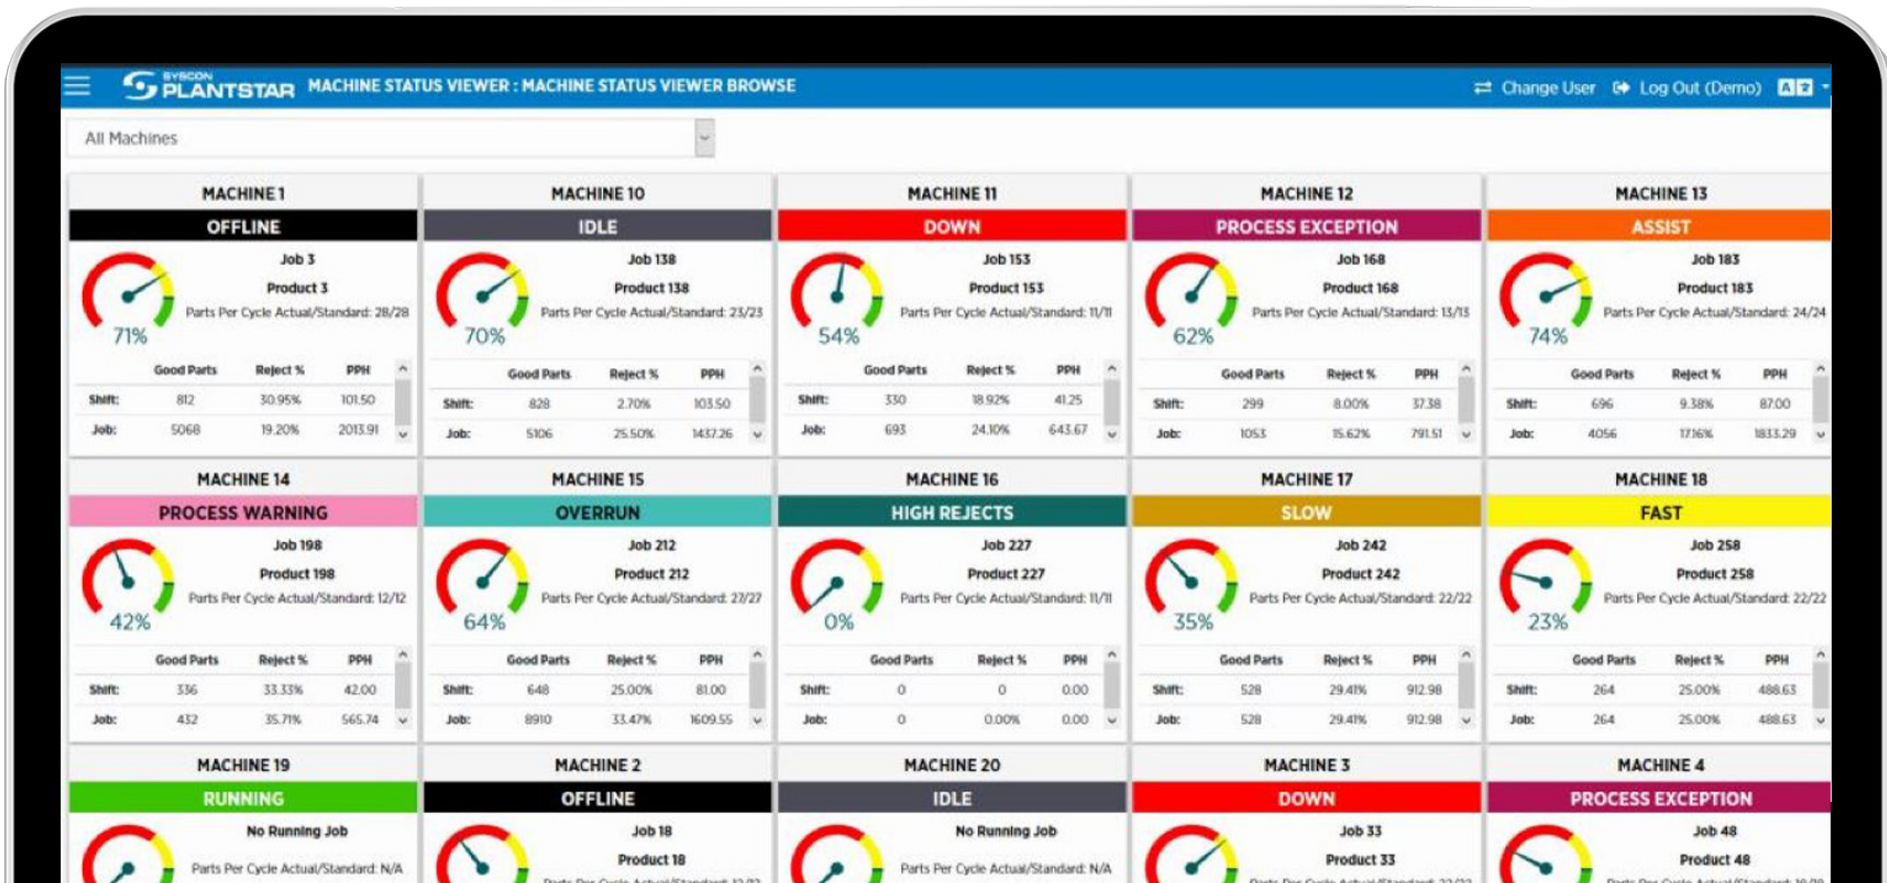 SYSCON
PLANTSTAR MACHINE STATUS VIEWER : MACHINE STATUS VIEWER BROWSE
Change User Log Out (Demo)
All Machines
MACHINE 1 MACHINE 10 MACHINE 11 MACHINE 12 MACHINE 13
OFFLINE IDLE DOWN PROCESS EXCEPTION ASSIST
Job 3 Job 138 Job 153 Job 168 Job 183
Product 3 Product 138 Product 153 Product 168 Product 183
Parts Per Cycle Actual/Standard: 28/28 Parts Per Cycle Actual/Standard: 23/23 Parts Per Cycle Actual/Standard: 11/11 Parts Per Cycle Actual/Standard: 13/13 Parts Per Cycle Actual/Standard: 24/24
71% 70% 54% 62% 74%
Good Parts Reject % PPH Good Parts Reject % PPH Good Parts Reject % PPH Good Parts Reject % PPH Good Parts Reject % PPH
Shift: 812 30.95% 101.50 Shift: 828 2.70% 103.50 Shift: 330 18.92% 41.25 Shift: 299 8.00% 37.38 Shift: 696 9.38% 87.00
Job: 5068 19.20% 2013.91 Job: 5106 25.50% 1437.26 Job: 693 24.10% 643.67 Job: 1053 15.62% 791.51 Job: 4056 17.16% 1833.29
MACHINE 14 MACHINE 15 MACHINE 16 MACHINE 17 MACHINE 18
PROCESS WARNING OVERRUN HIGH REJECTS SLOW FAST
Job 198 Job 212 Job 227 Job 242 Job 258
Product 198 Product 212 Product 227 Product 242 Product 258
Parts Per Cycle Actual/Standard: 12/12 Parts Per Cycle Actual/Standard: 27/27 Parts Per Cycle Actual/Standard: 11/11 Parts Per Cycle Actual/Standard: 22/22 Parts Per Cycle Actual/Standard: 22/22
42% 64% 0% 35% 23%
Good Parts Reject % PPH Good Parts Reject % PPH Good Parts Reject % PPH Good Parts Reject % PPH Good Parts Reject % PPH
Shift: 336 33.33% 42.00 Shift: 648 25.00% 81.00 Shift: 0 0 0.00 Shift: 528 29.41% 912.98 Shift: 264 25.00% 488.63
Job: 432 35.71% 565.74 Job: 8910 33.47% 1609.55 Job: 0 0.00% 0.00 Job: 528 29.41% 912.98 Job: 264 25.00% 488.63
MACHINE 19 MACHINE 2 MACHINE 20 MACHINE 3 MACHINE 4
RUNNING OFFLINE IDLE DOWN PROCESS EXCEPTION
No Running Job Job 18 No Running Job Job 33 Job 48
Product 18 Product 33 Product 48
Parts Per Cycle Actual/Standard: N/A Parts Per Cycle Actual/Standard: N/A